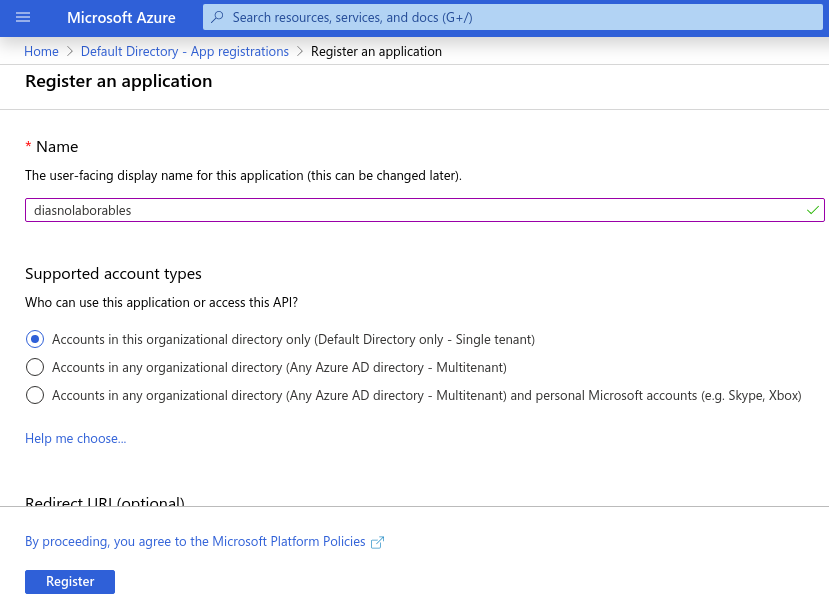 Microsoft Azure
Search resources, services, and docs (G+/)
Home > Default Directory - App registrations > Register an application
Register an application
* Name
The user-facing display name for this application (this can be changed later).
diasnolaborables
Supported account types
Who can use this application or access this API?
Accounts in this organizational directory only (Default Directory only - Single tenant)
Accounts in any organizational directory (Any Azure AD directory - Multitenant)
Accounts in any organizational directory (Any Azure AD directory - Multitenant) and personal Microsoft accounts (e.g. Skype, Xbox)
Help me choose...
Redirect URI (optional)
By proceeding, you agree to the Microsoft Platform Policies
Register